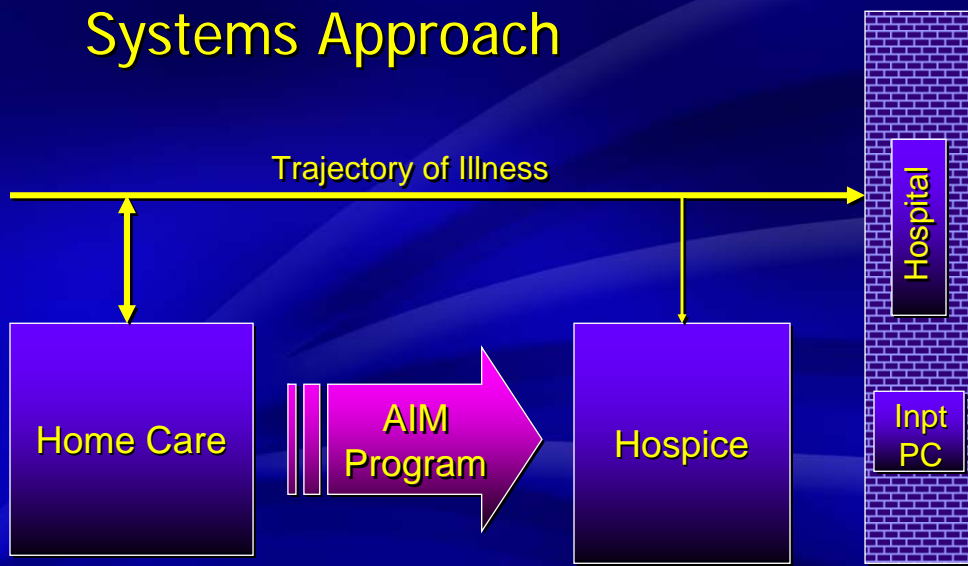 Systems Approach
Trajectory of Illness
Hospital
Home Care
AIM
Program
Hospice
Inpt
PC